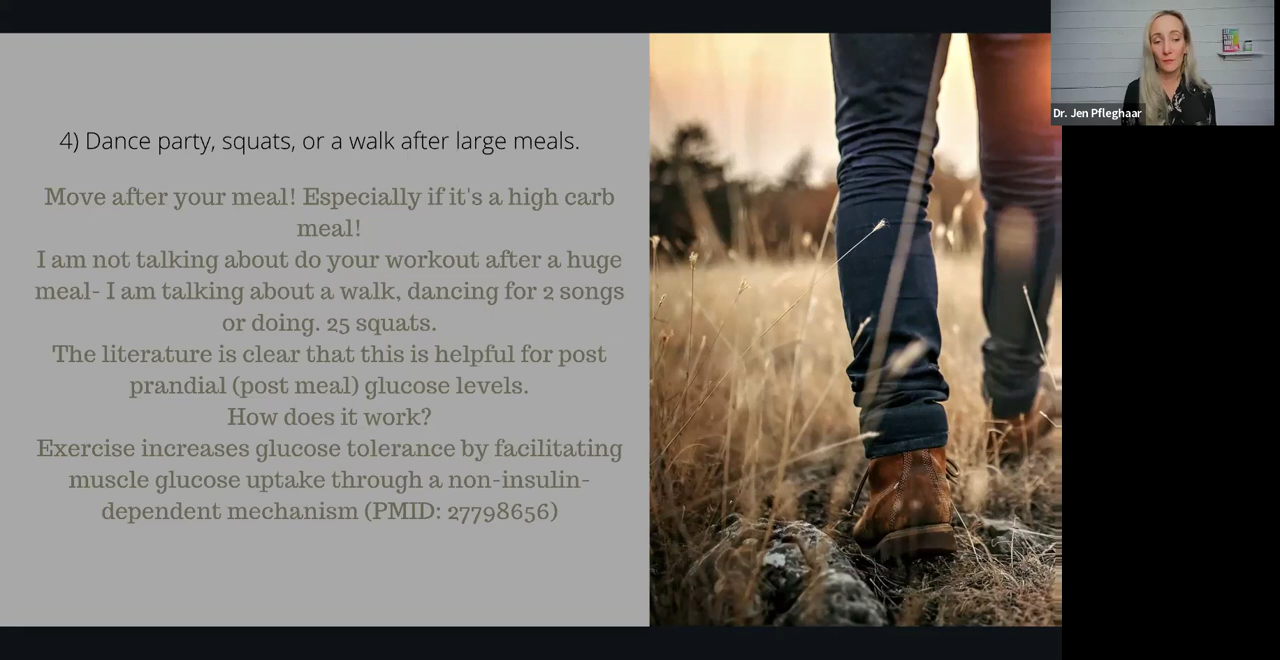 4) Dance party, squats, or a walk after large meals.
Move after your meal! Especially if it's a high carb
meal!
I am not talking about do your workout after a huge
meal- I am talking about a walk, dancing for 2 songs
or doing. 25 squats.
The literature is clear that this is helpful for post
prandial (post meal) glucose levels.
How does it work?
Exercise increases glucose tolerance by facilitating
muscle glucose uptake through a non-insulin-
dependent mechanism (PMID: 27798656)
Dr. Jen Pfleghaar